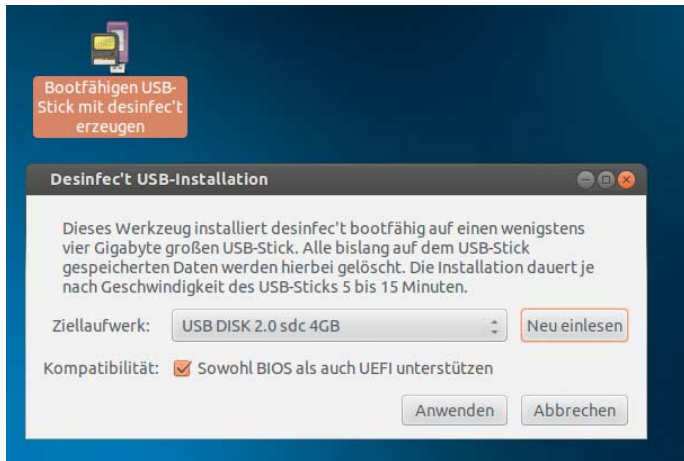 Bootfähigen USB-
Stick mit desinfec't
erzeugen
Desinfec't USB-Installation
Dieses Werkzeug installiert desinfec't bootfähig auf einen wenigstens
vier Gigabyte großen USB-Stick. Alle bislang auf dem USB-Stick
gespeicherten Daten werden hierbei gelöscht. Die Installation dauert je
nach Geschwindigkeit des USB-Sticks 5 bis 15 Minuten.
Ziellaufwerk: USB DISK 2.0 sdc 4GB Neu einlesen
Kompatibilität: Sowohl BIOS als auch UEFI unterstützen
Anwenden Abbrechen